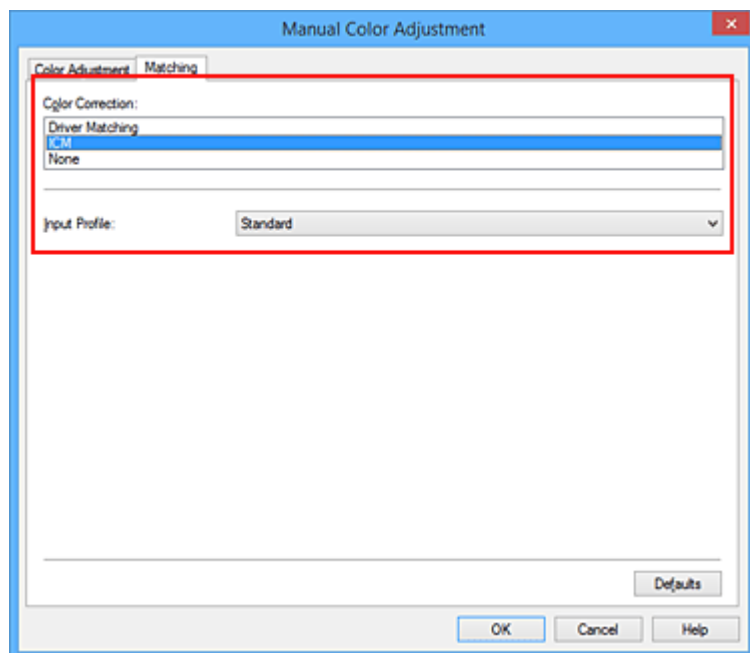 Manual Color Adjustment
Color Adjustment Matching
Color Correction:
Driver Matching
ICM
None
Input Profile: Standard
Defaults
OK Cancel Help